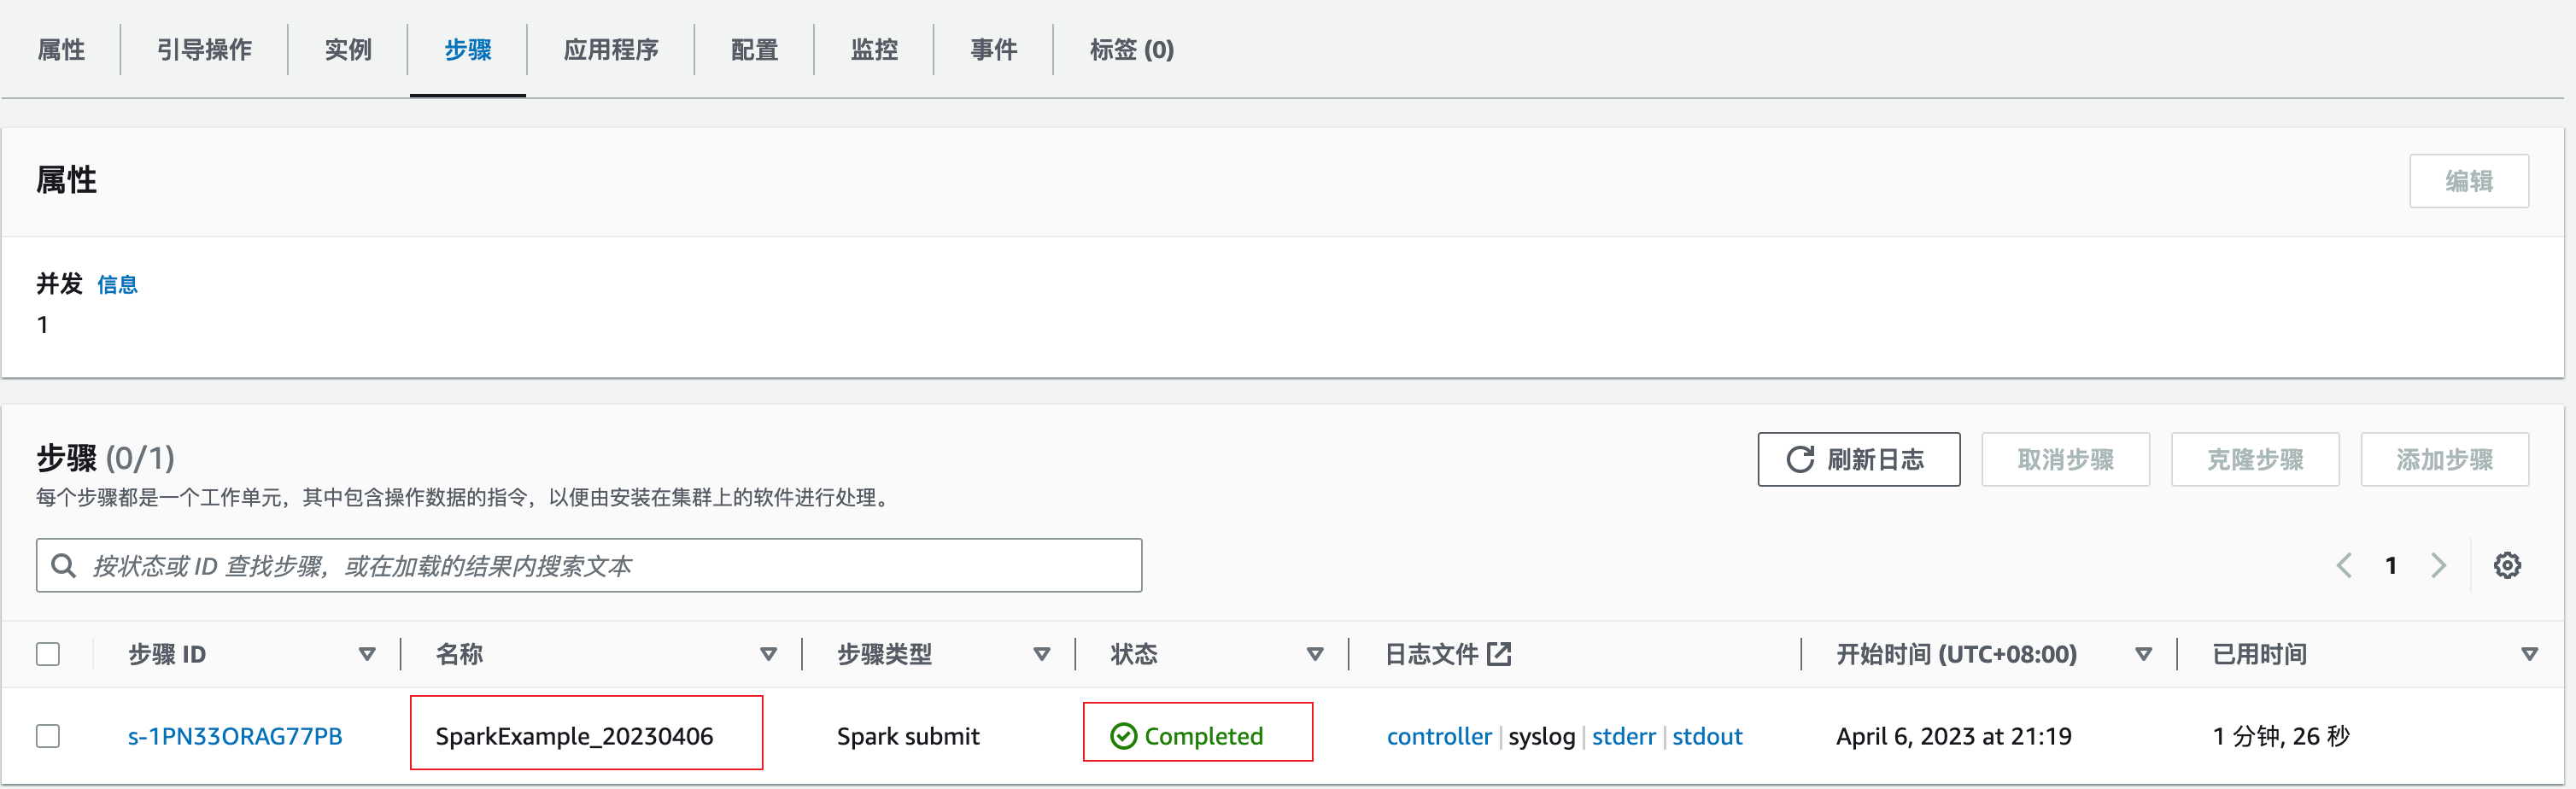 属性 引导操作 实例 步骤 应用程序 配置 监控 事件 标签 (0)
属性 编辑
并发 信息
1
步骤 (0/1) 刷新日志 取消步骤 克隆步骤 添加步骤
每个步骤都是一个工作单元，其中包含操作数据的指令，以便由安装在集群上的软件进行处理。
按状态或 ID 查找步骤，或在加载的结果内搜索文本 1
步骤 ID 名称 步骤类型 状态 日志文件 开始时间 (UTC+08:00) 已用时间
s-1PN33ORAG77PB SparkExample_20230406 Spark submit Completed controller | syslog | stderr | stdout April 6, 2023 at 21:19 1 分钟, 26 秒